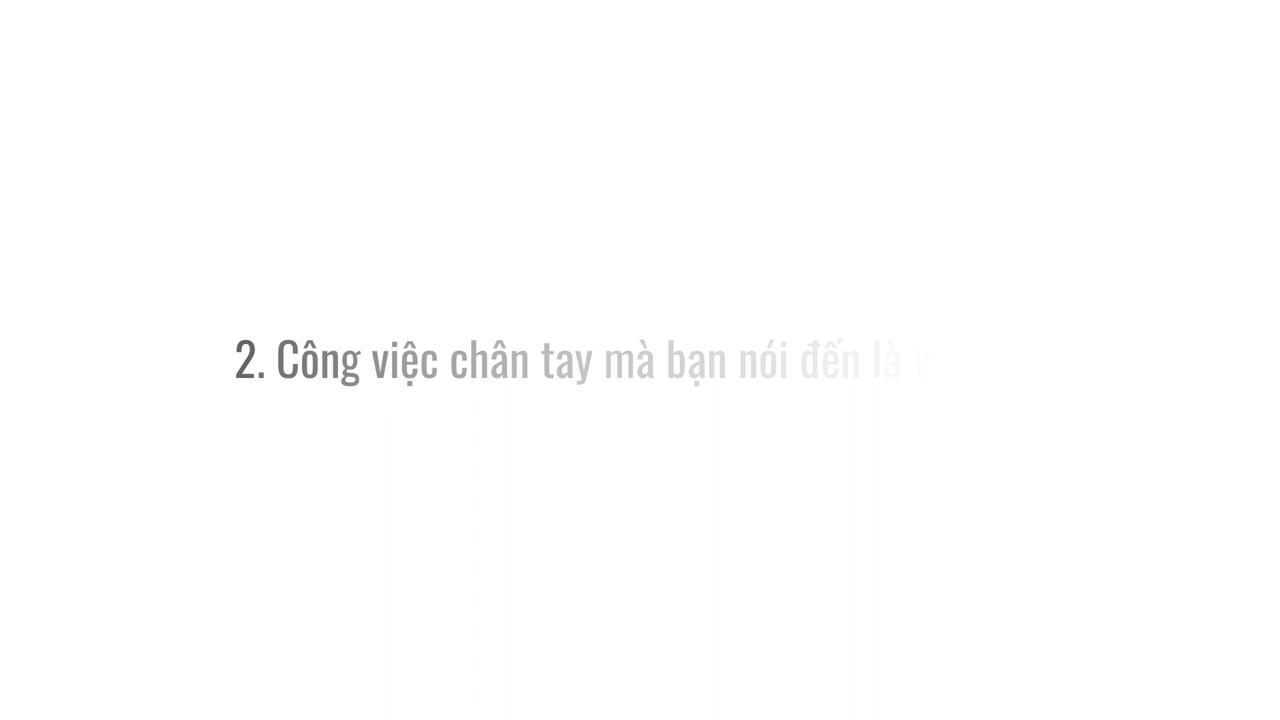 2. Công việc chân tay mà bạn nói đến là